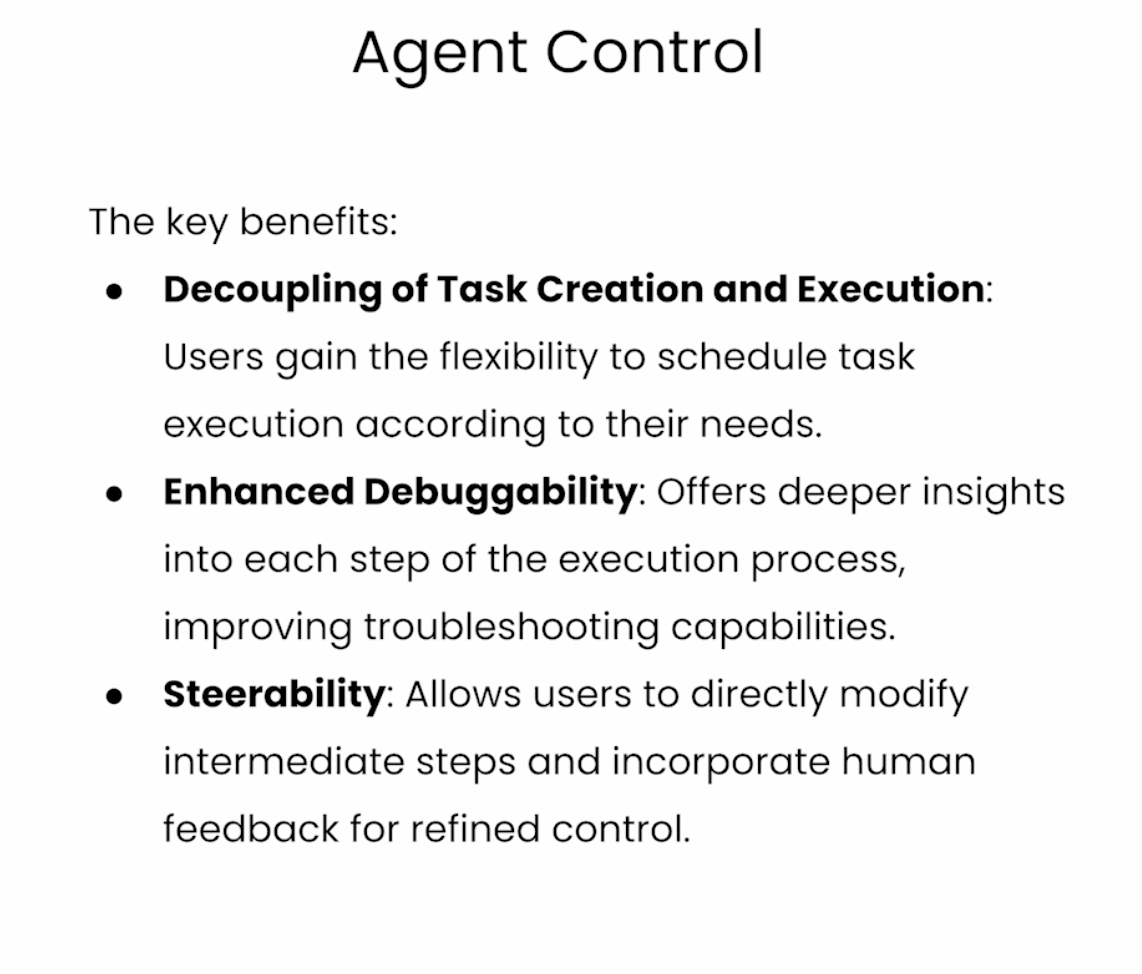 Agent Control
The key benefits:
● Decoupling of Task Creation and Execution:
Users gain the flexibility to schedule task
execution according to their needs.
● Enhanced Debuggability: Offers deeper insights
into each step of the execution process,
improving troubleshooting capabilities.
● Steerability: Allows users to directly modify
intermediate steps and incorporate human
feedback for refined control.